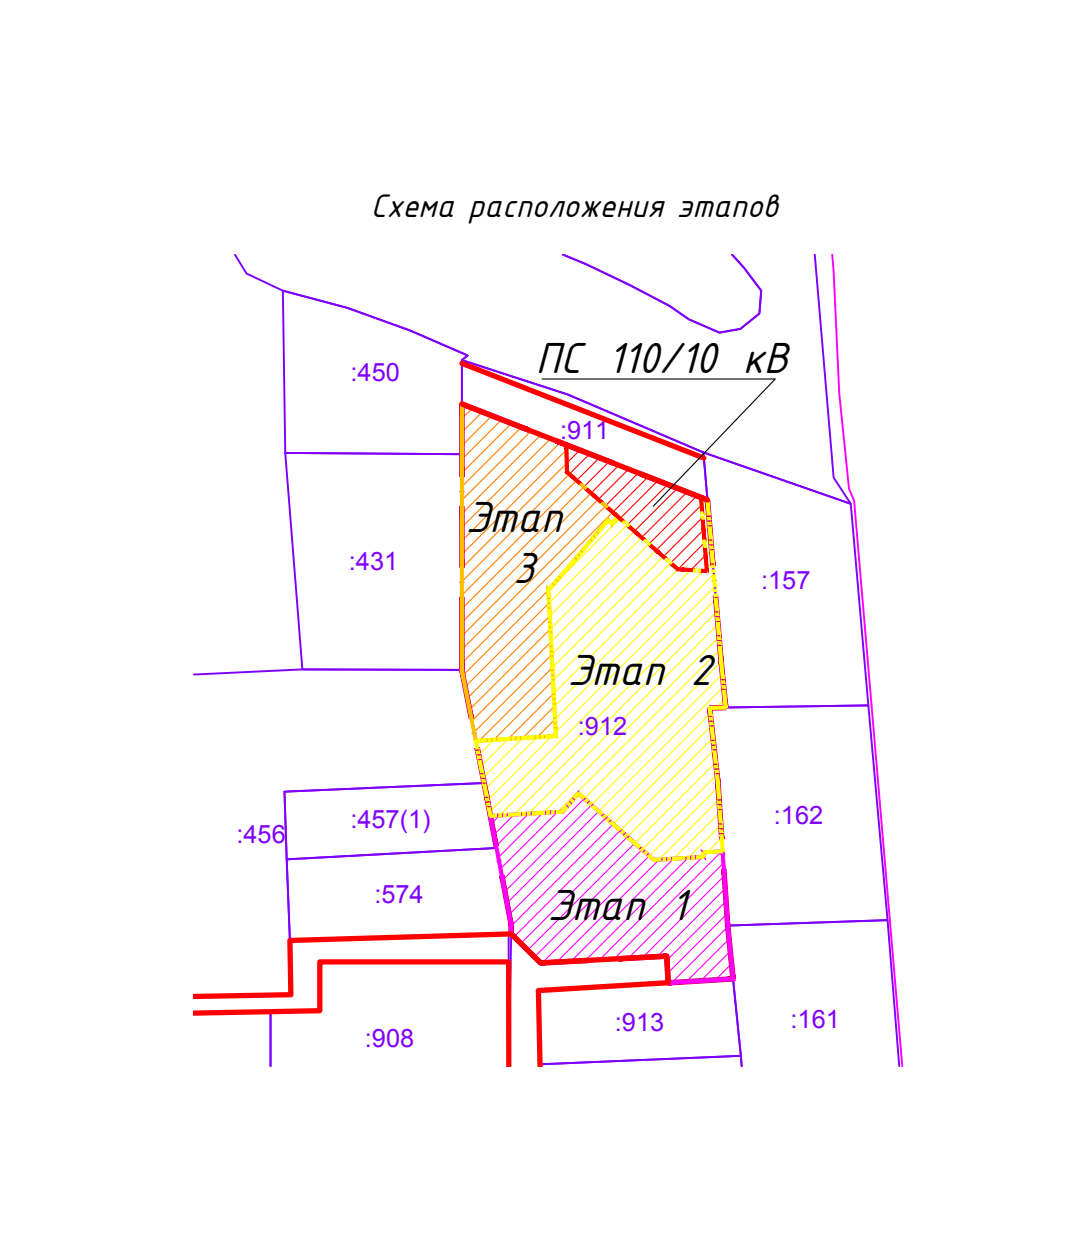 Схема расположения этапов
ПС 110/10 кВ
:450
:911
Этап
3
:431
:157
Этап 2
:912
:457(1)
:162
:456
:574
Этап 1
:913
:161
:908